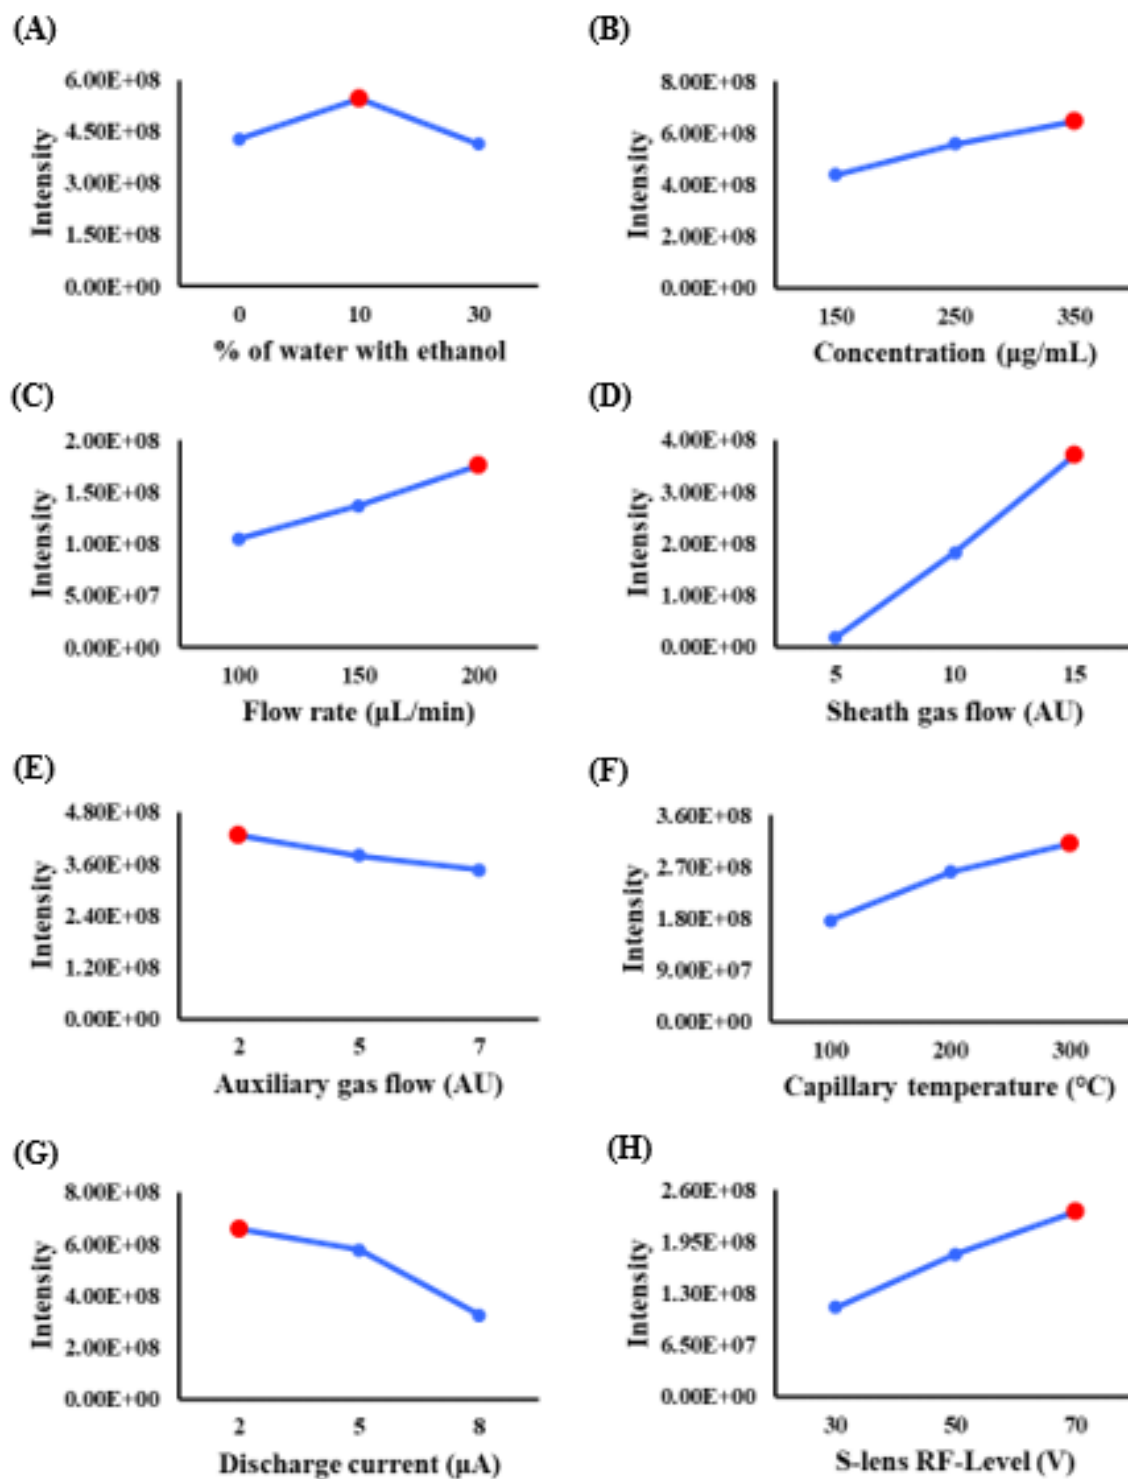 (A)
6.00E+08
4.50E+08
3.00E+08
1.50E+08
0.00E+00
Intensity
0 10 30
% of water with ethanol
(B)
8.00E+08
6.00E+08
4.00E+08
2.00E+08
0.00E+00
Intensity
150 250 350
Concentration (µg/mL)
(C)
2.00E+08
1.50E+08
1.00E+08
5.00E+07
0.00E+00
Intensity
100 150 200
Flow rate (µL/min)
(D)
4.00E+08
3.00E+08
2.00E+08
1.00E+08
0.00E+00
Intensity
5 10 15
Sheath gas flow (AU)
(E)
4.80E+08
3.60E+08
2.40E+08
1.20E+08
0.00E+00
Intensity
2 5 7
Auxiliary gas flow (AU)
(F)
3.60E+08
2.70E+08
1.80E+08
9.00E+07
0.00E+00
Intensity
100 200 300
Capillary temperature (°C)
(G)
8.00E+08
6.00E+08
4.00E+08
2.00E+08
0.00E+00
Intensity
2 5 8
Discharge current (µA)
(H)
2.60E+08
1.95E+08
1.30E+08
6.50E+07
0.00E+00
Intensity
30 50 70
S-lens RF-Level (V)